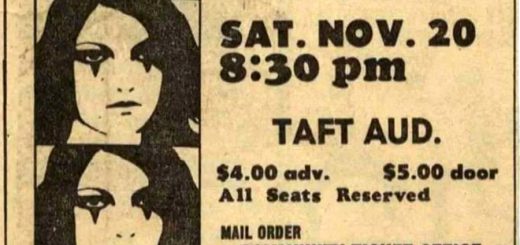 SAT. NOV. 20
8:30 pm
TAFT AUD.
$4.00 adv. $5.00 door
All Seats Reserved
MAIL ORDER